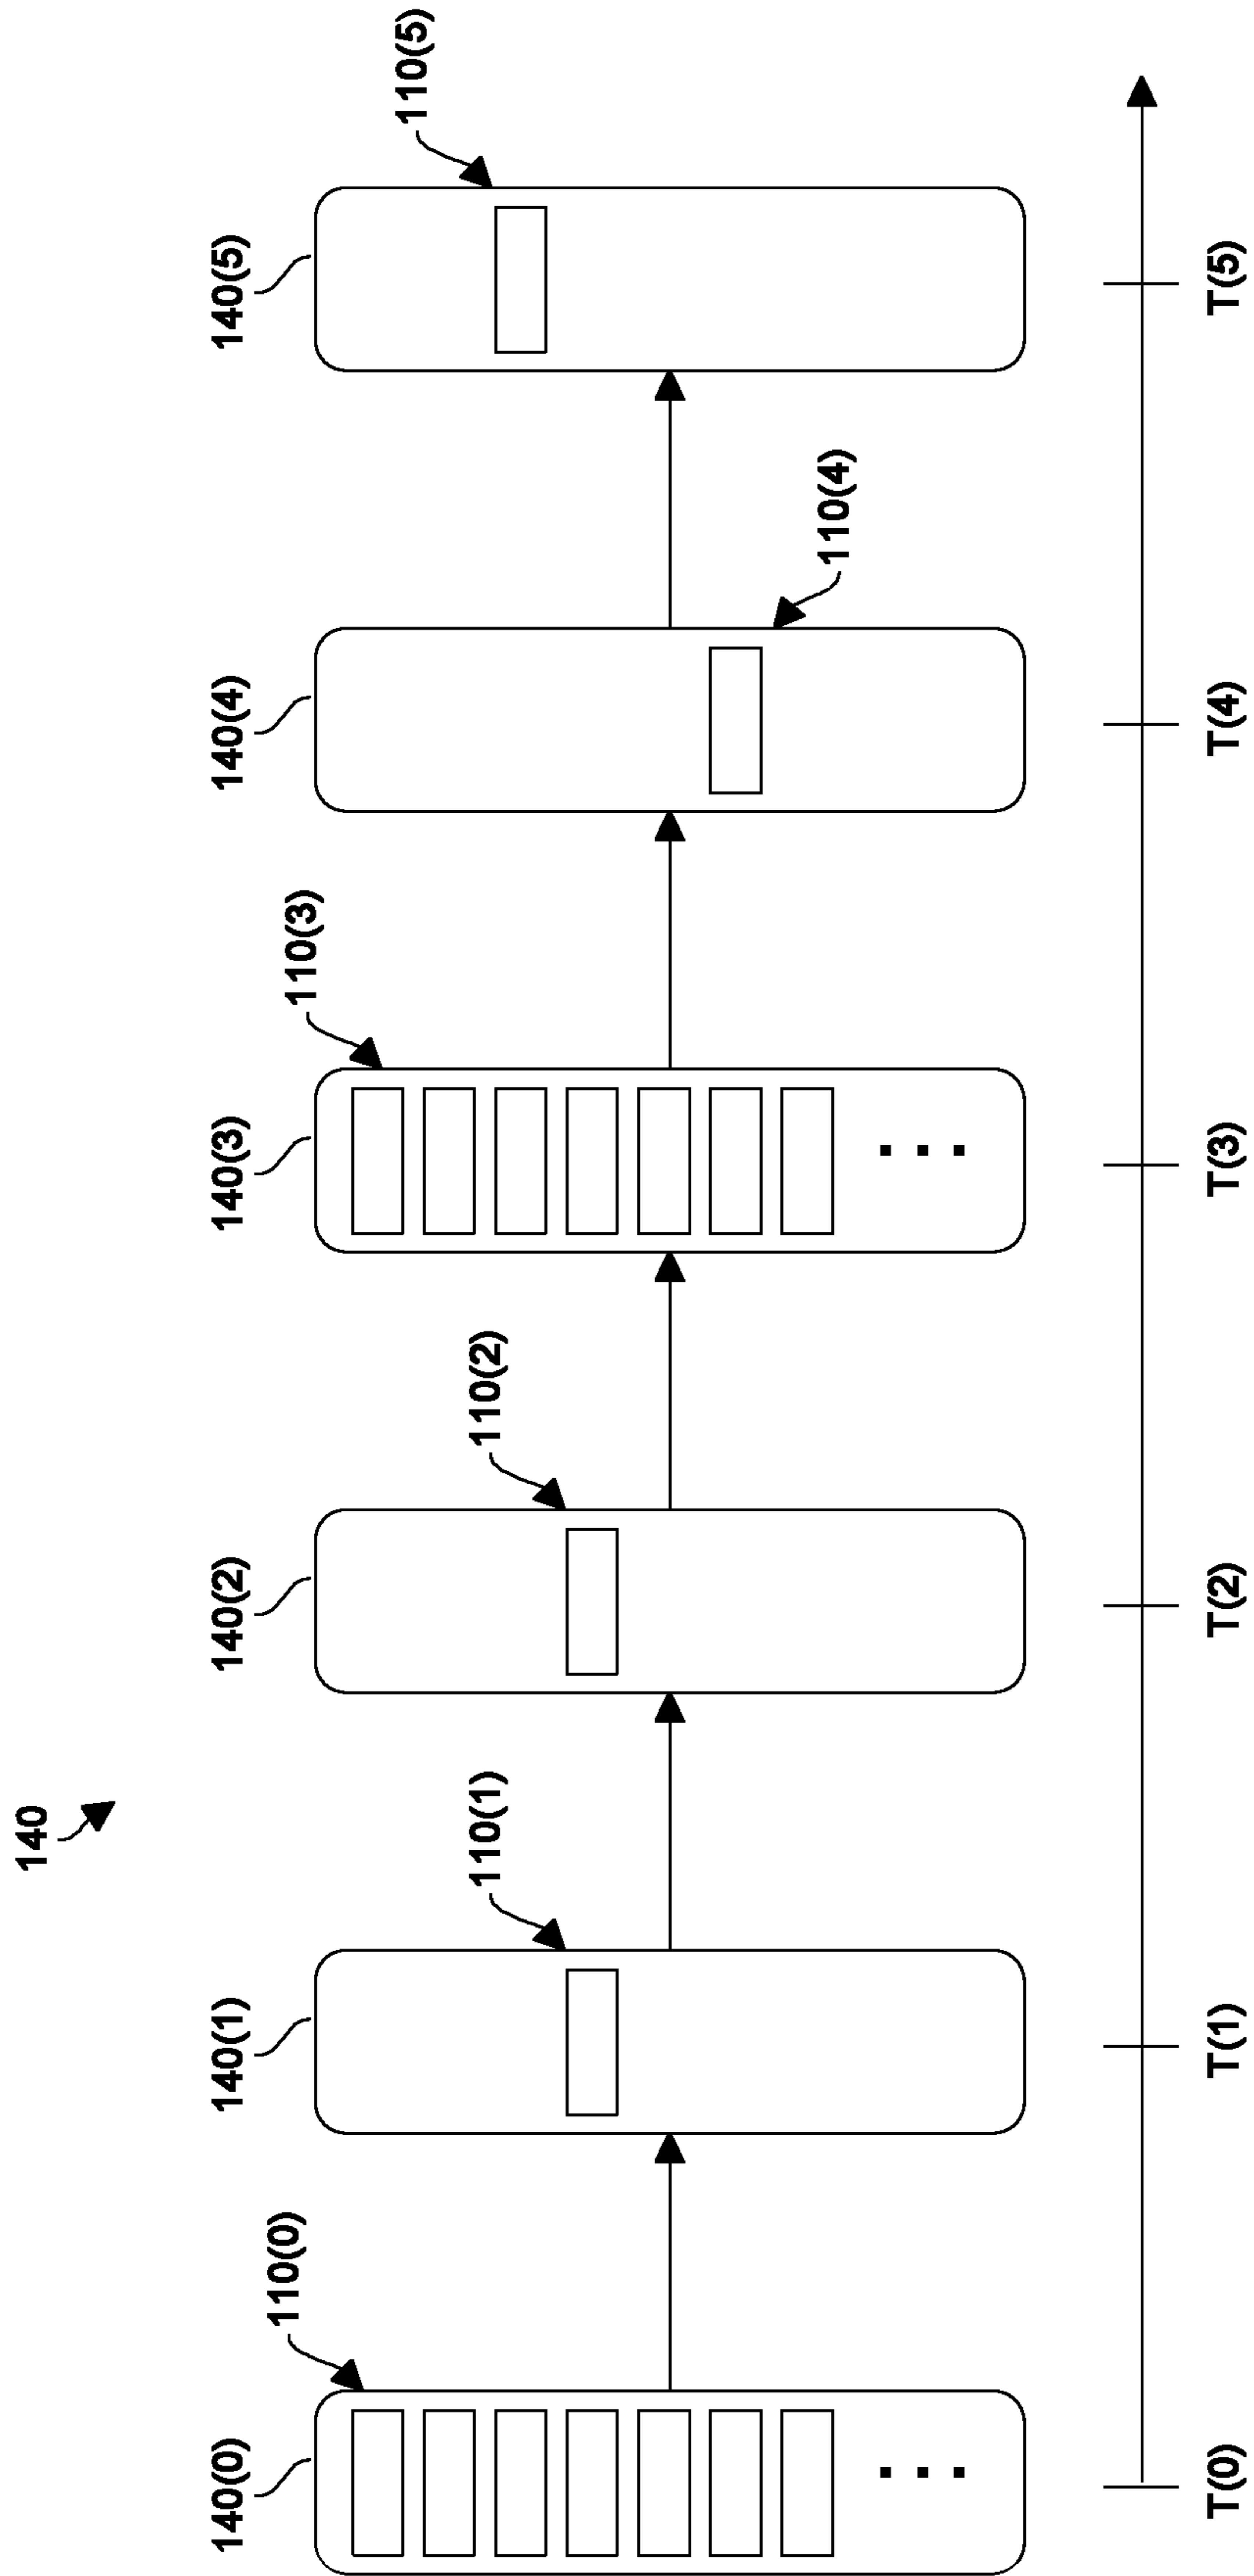 140
140(0)
140(1)
140(2)
140(3)
140(4)
140(5)
110(0)
110(1)
110(2)
110(3)
110(4)
110(5)
T(0)
T(1)
T(2)
T(3)
T(4)
T(5)